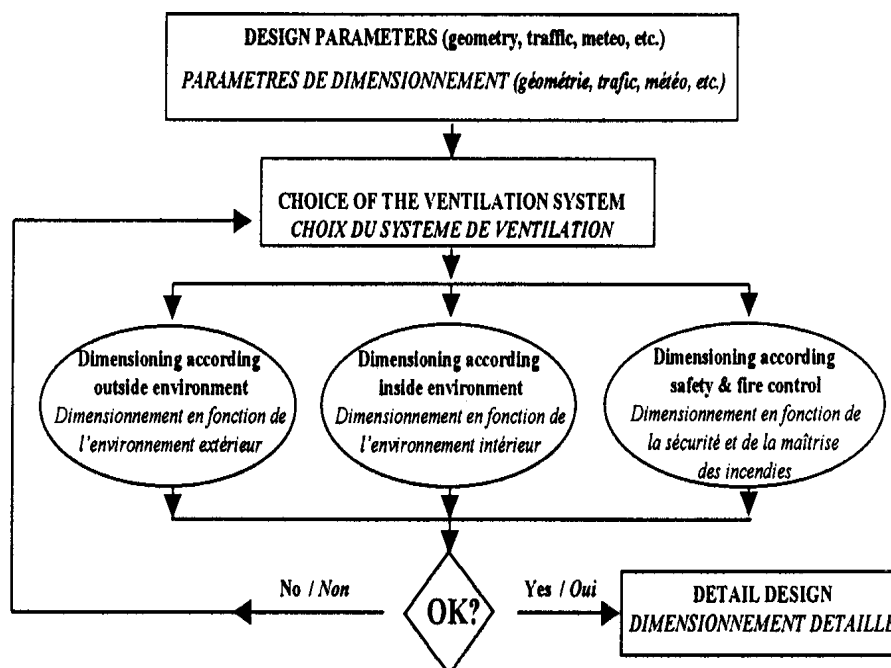 DESIGN PARAMETERS (geometry, traffic, meteo, etc.)
PARAMETRES DE DIMENSIONNEMENT (géométrie, trafic, météo, etc.)
CHOICE OF THE VENTILATION SYSTEM
CHOIX DU SYSTEME DE VENTILATION
Dimensioning according
outside environment
Dimensionnement en fonction de
l'environnement extérieur
Dimensioning according
inside environment
Dimensionnement en fonction de
l'environnement intérieur
Dimensioning according
safety & fire control
Dimensionnement en fonction de
la sécurité et de la maîtrise
des incendies
No / Non
OK?
Yes / Oui
DETAIL DESIGN
DIMENSIONNEMENT DETAILLE